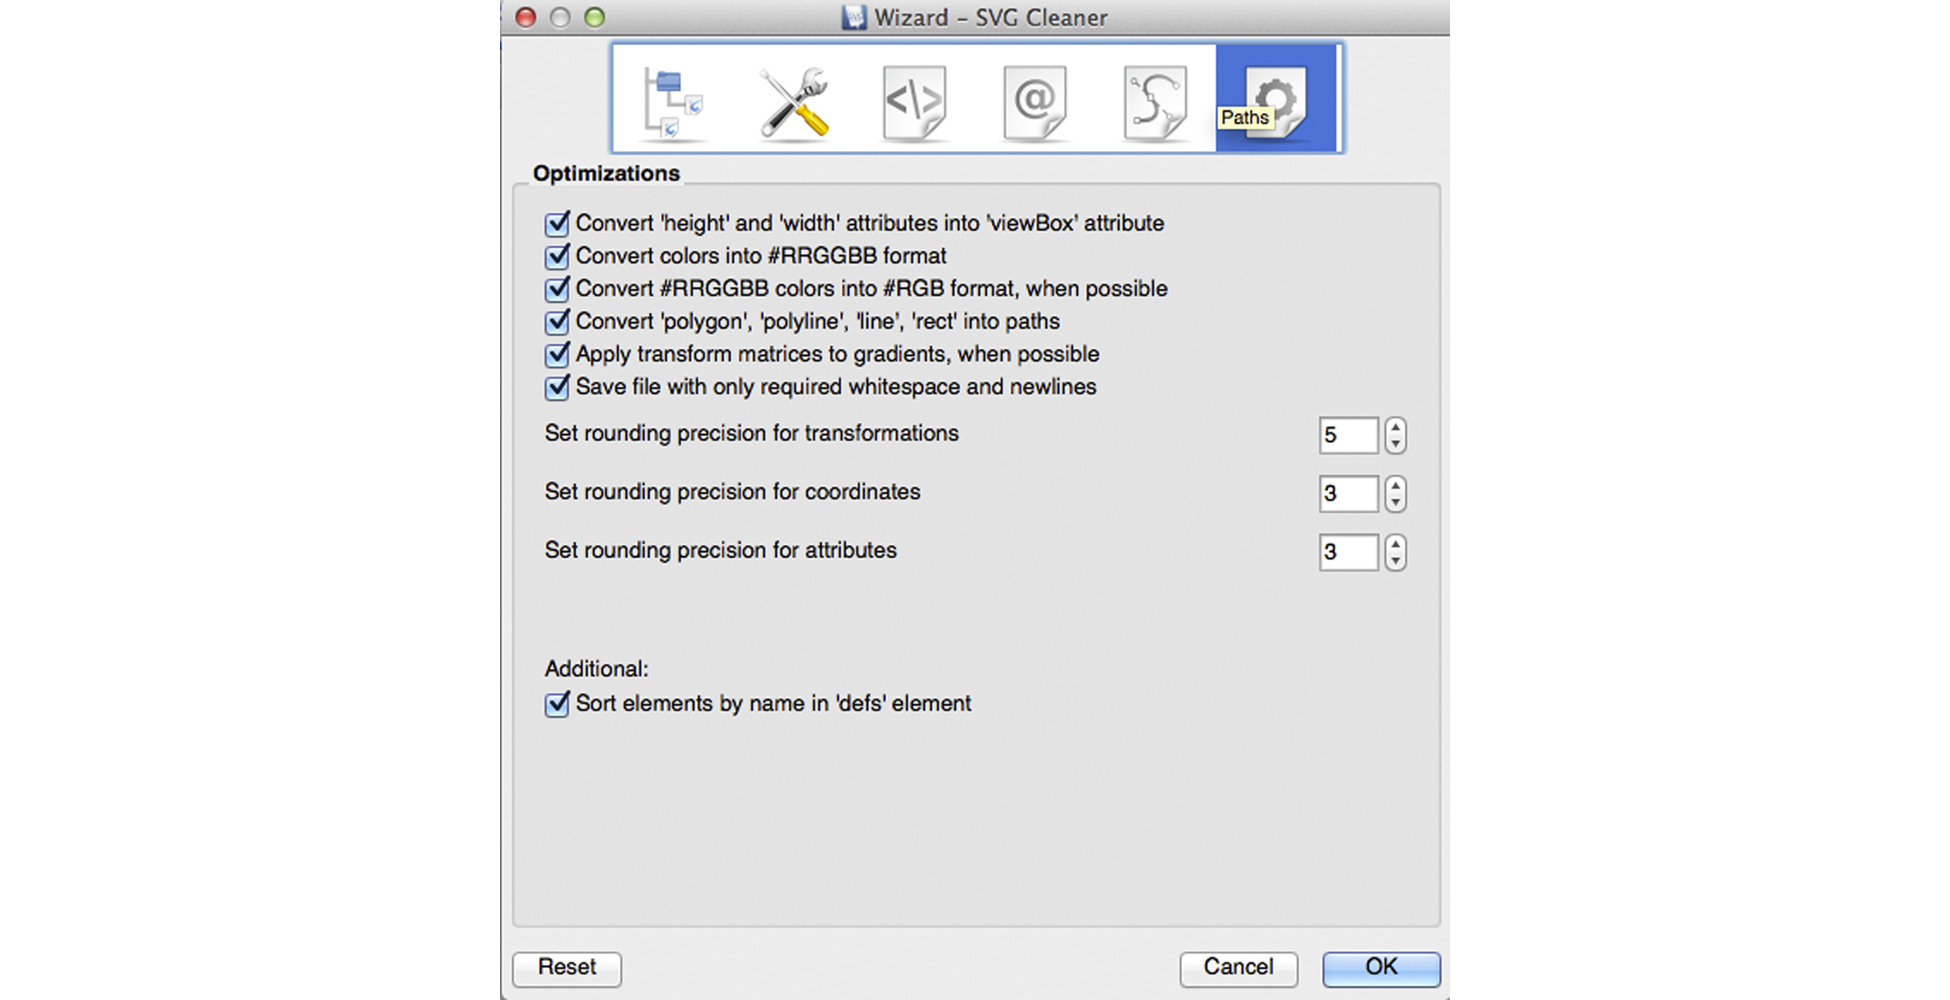 Wizard – SVG Cleaner
</>
@
Paths
Optimizations
Convert 'height' and 'width' attributes into 'viewBox' attribute
Convert colors into #RRGGBB format
Convert #RRGGBB colors into #RGB format, when possible
Convert 'polygon', 'polyline', 'line', 'rect' into paths
Apply transform matrices to gradients, when possible
Save file with only required whitespace and newlines
Set rounding precision for transformations 5
Set rounding precision for coordinates 3
Set rounding precision for attributes 3
Additional:
Sort elements by name in 'defs' element
Reset Cancel OK